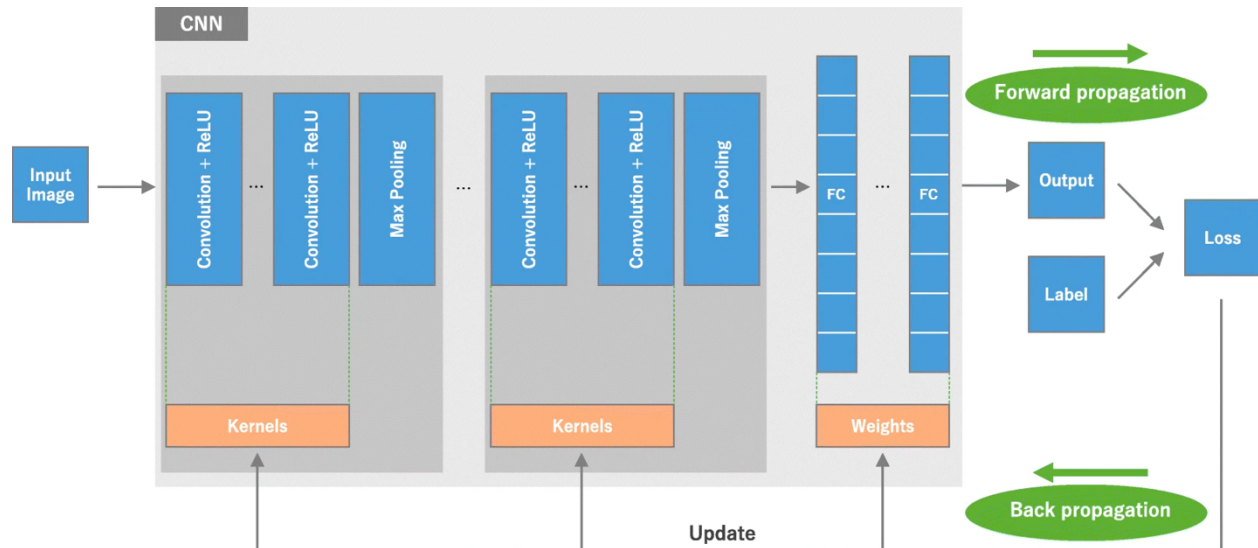 CNN
Input
Image
Convolution + ReLU
...
Convolution + ReLU
Max Pooling
...
Convolution + ReLU
...
Convolution + ReLU
Max Pooling
FC
...
FC
Forward propagation
Output
Label
Loss
Kernels
Kernels
Weights
Back propagation
Update